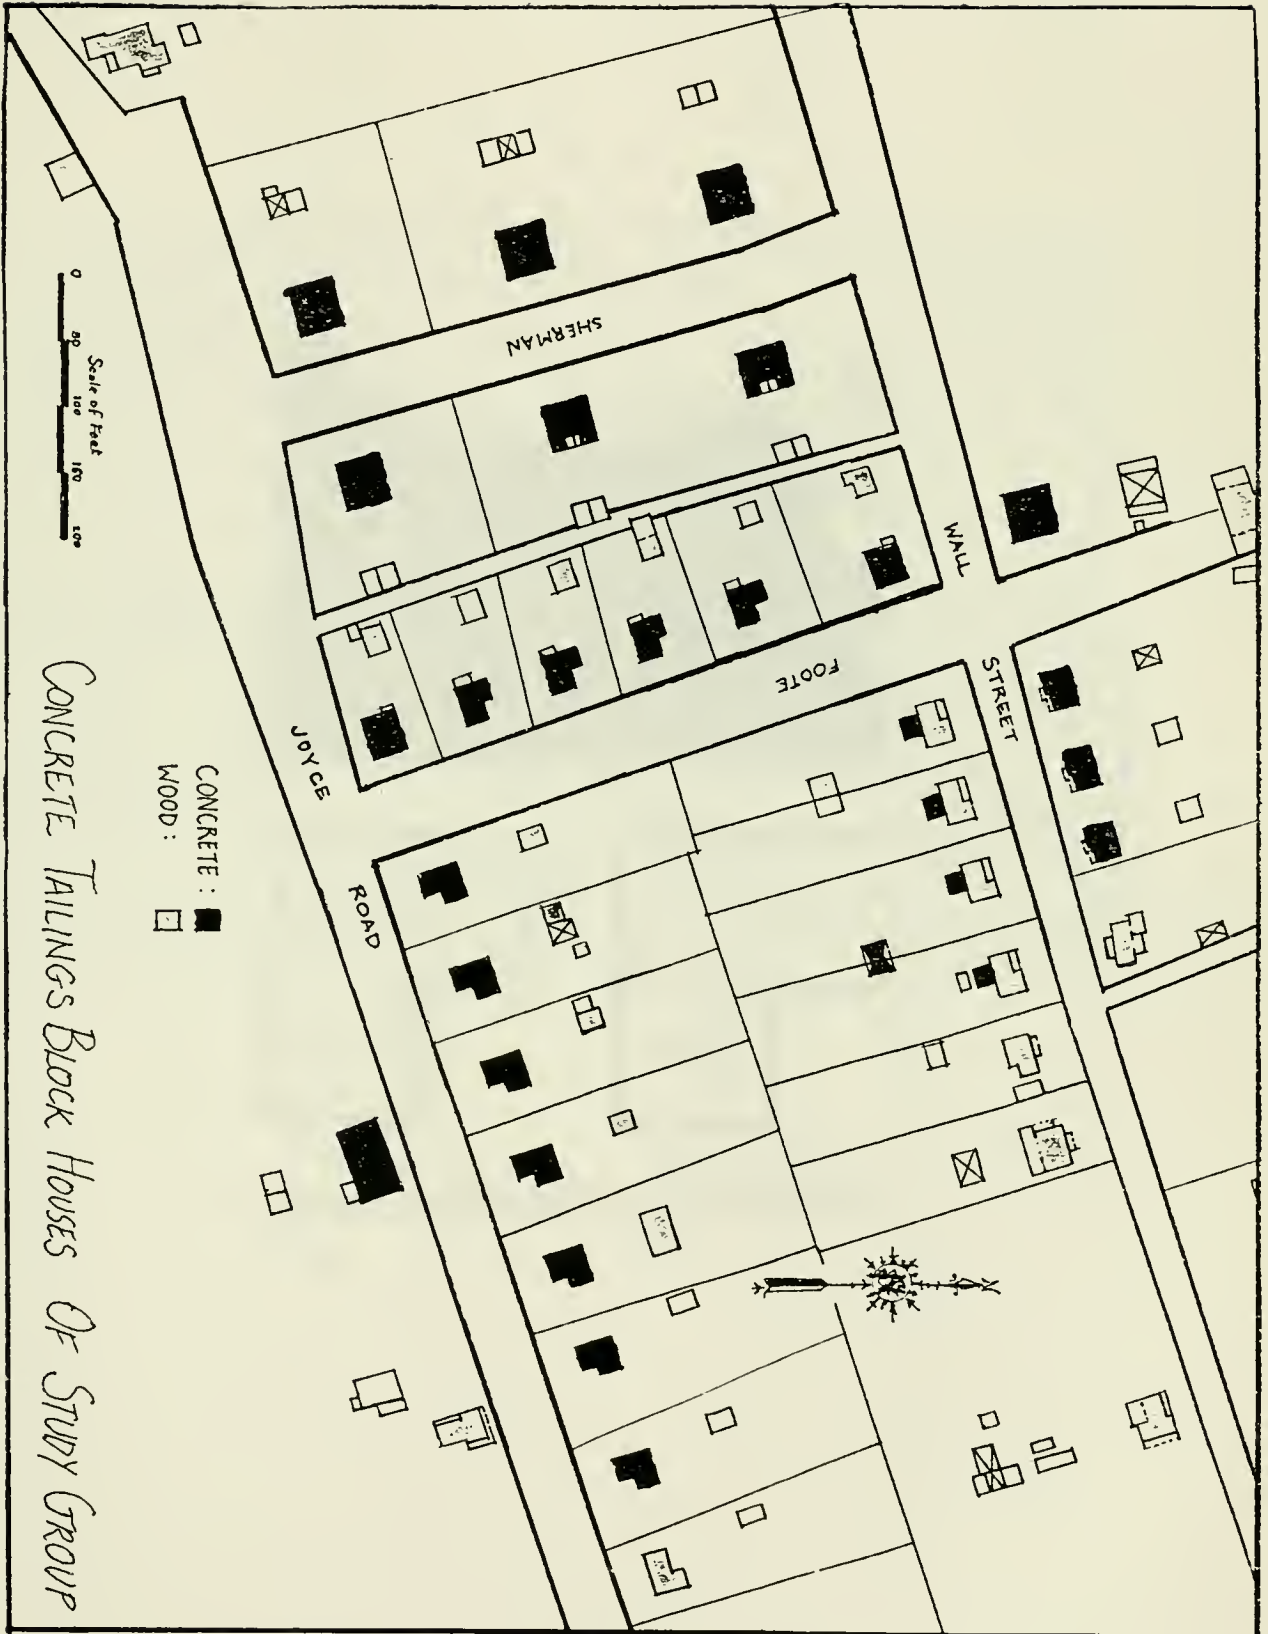 SHERMAN
WALL
STREET
FOOTE
JOYCE
ROAD
0 50 100 150 200
Scale of Feet
CONCRETE :
WOOD :
CONCRETE TAILINGS BLOCK HOUSES OF STUDY GROUP